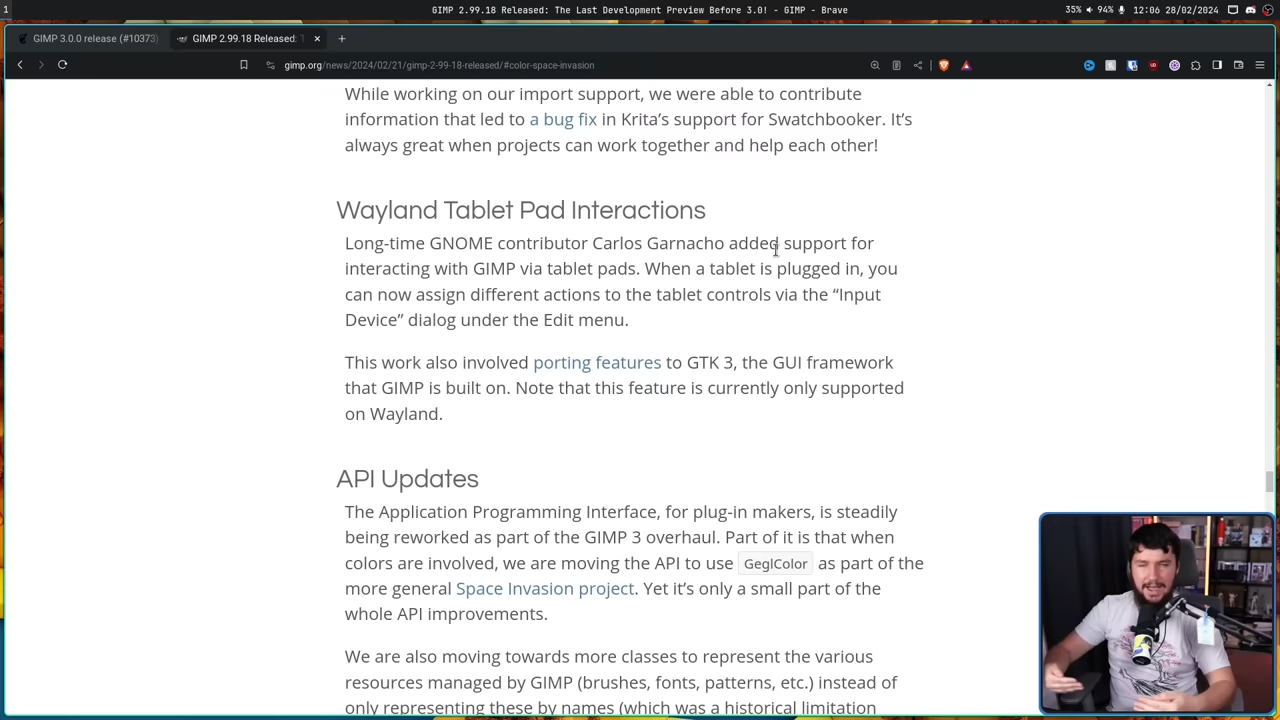 1
GIMP 2.99.18 Released: The Last Development Preview Before 3.0! - GIMP - Brave
35% 94% 12:06 28/02/2024
GIMP 3.0.0 release (#10373)
GIMP 2.99.18 Released:
gimp.org/news/2024/02/21/gimp-2-99-18-released/#color-space-invasion
While working on our import support, we were able to contribute
information that led to a bug fix in Krita’s support for Swatchbooker. It’s
always great when projects can work together and help each other!
Wayland Tablet Pad Interactions
Long-time GNOME contributor Carlos Garnacho added support for
interacting with GIMP via tablet pads. When a tablet is plugged in, you
can now assign different actions to the tablet controls via the “Input
Device” dialog under the Edit menu.
This work also involved porting features to GTK 3, the GUI framework
that GIMP is built on. Note that this feature is currently only supported
on Wayland.
API Updates
The Application Programming Interface, for plug-in makers, is steadily
being reworked as part of the GIMP 3 overhaul. Part of it is that when
colors are involved, we are moving the API to use GeglColor as part of the
more general Space Invasion project. Yet it’s only a small part of the
whole API improvements.
We are also moving towards more classes to represent the various
resources managed by GIMP (brushes, fonts, patterns, etc.) instead of
only representing these by names (which was a historical limitation